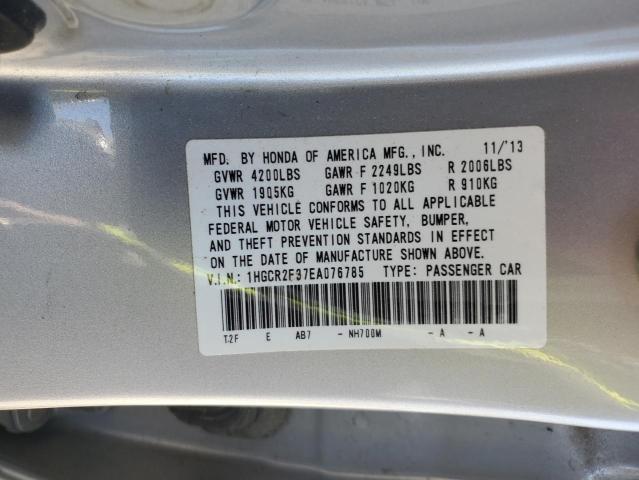 MFD. BY HONDA OF AMERICA MFG., INC. 11/'13
GVWR 4200LBS GAWR F 2249LBS R 2006LBS
GVWR 1905KG GAWR F 1020KG R 910KG
THIS VEHICLE CONFORMS TO ALL APPLICABLE
FEDERAL MOTOR VEHICLE SAFETY, BUMPER,
AND THEFT PREVENTION STANDARDS IN EFFECT
ON THE DATE OF MANUFACTURE SHOWN ABOVE.
V.I.N.: 1HGCR2F37EA076785 TYPE: PASSENGER CAR
T2F E AB7 -NH700M -A -A